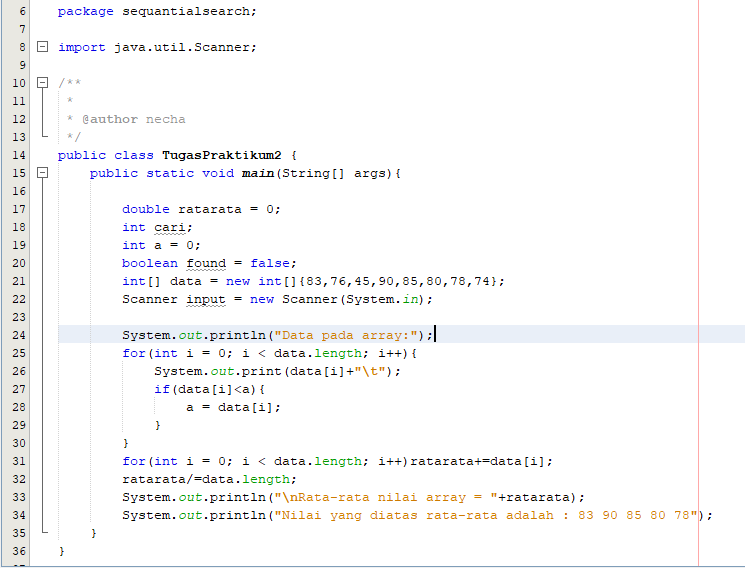 6 package sequantialsearch;
7
8 import java.util.Scanner;
9
10 /**
11 *
12 * @author necha
13 */
14 public class TugasPraktikum2 {
15 public static void main(String[] args){
16
17 double ratarata = 0;
18 int cari;
19 int a = 0;
20 boolean found = false;
21 int[] data = new int[]{83,76,45,90,85,80,78,74};
22 Scanner input = new Scanner(System.in);
23
24 System.out.println("Data pada array:");
25 for(int i = 0; i < data.length; i++){
26 System.out.print(data[i]+"\t");
27 if(data[i]<a){
28 a = data[i];
29 }
30 }
31 for(int i = 0; i < data.length; i++)ratarata+=data[i];
32 ratarata/=data.length;
33 System.out.println("\nRata-rata nilai array = "+ratarata);
34 System.out.println("Nilai yang diatas rata-rata adalah : 83 90 85 80 78");
35 }
36 }